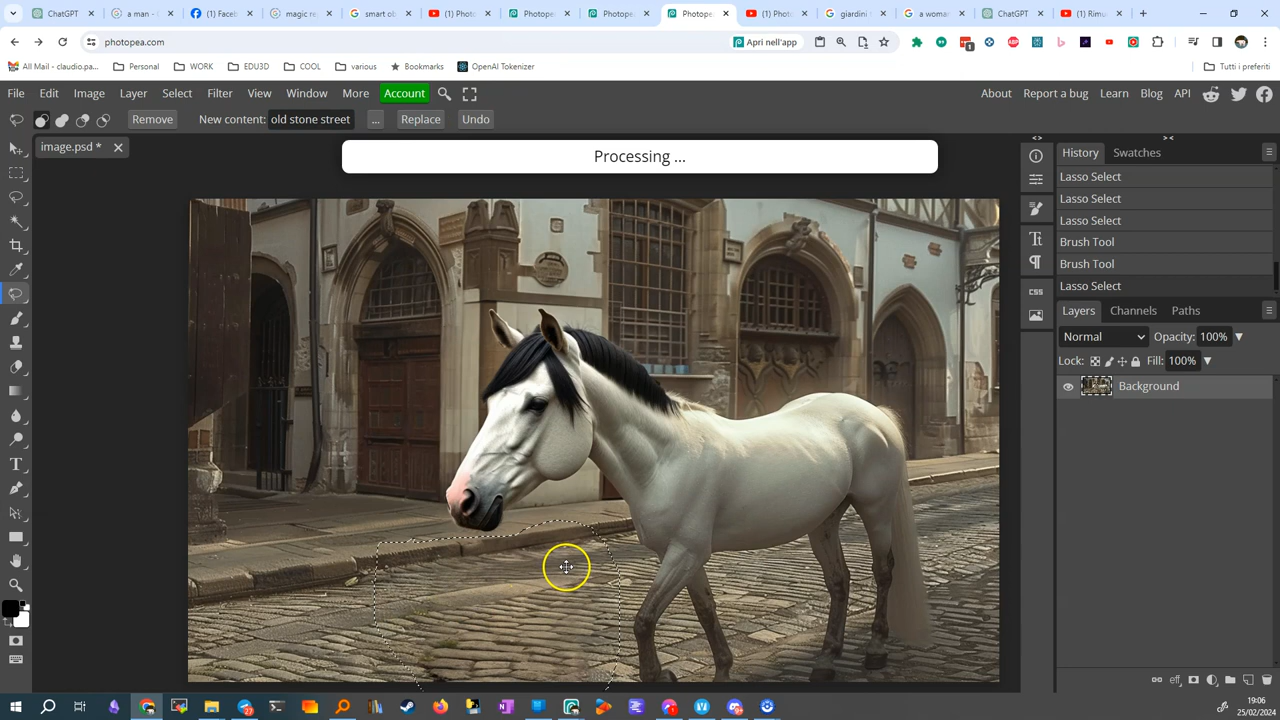 ChatGPT
a man - 
(1) Faceb
magic re
smart ob
(1) Phot
Photope
Photope
Photope
(1) Phot
giardini 
a woma
ChatGPT
(1) Rimu
photopea.com
Apri nell'app
All Mail - claudio.pa...
Personal
WORK
EDU3D
COOL
various
Bookmarks
OpenAI Tokenizer
Tutti i preferiti
File Edit Image Layer Select Filter View Window More Account
About Report a bug Learn Blog API
Remove New content: old stone street ... Replace Undo
image.psd *
Processing ...
History Swatches
Lasso Select
Lasso Select
Lasso Select
Brush Tool
Brush Tool
Lasso Select
Layers Channels Paths
Normal Opacity: 100%
Lock: Fill: 100%
Background
CSS
eff
19:06
25/02/2024